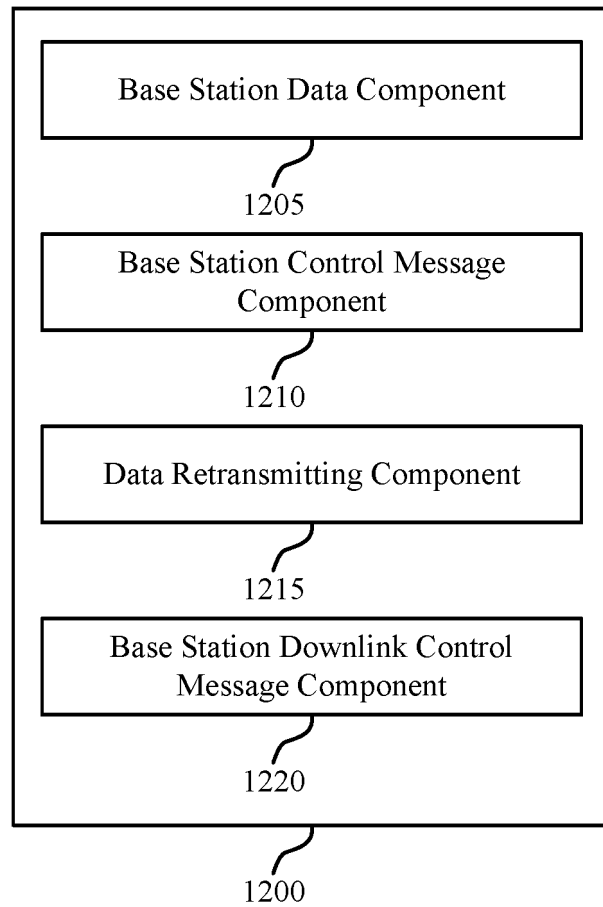 Base Station Data Component
1205
Base Station Control Message
Component
1210
Data Retransmitting Component
1215
Base Station Downlink Control
Message Component
1220
1200